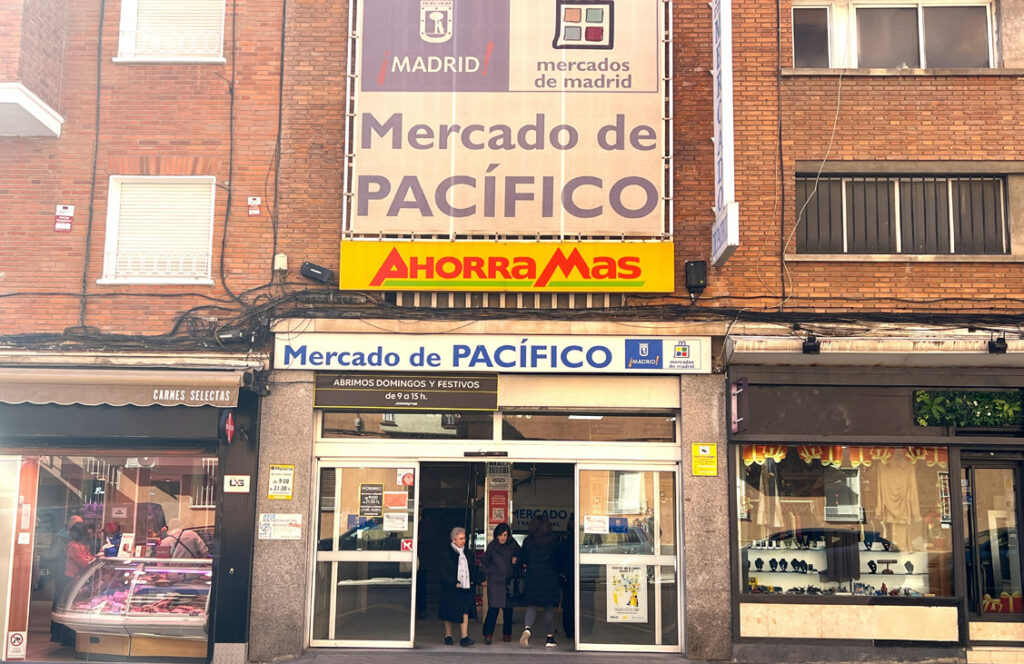 ¡MADRID!
mercados
de madrid
Mercado de
PACÍFICO
AHORRAMAS
Mercado de PACÍFICO
¡MADRID!
mercados
de madrid
ABRIMOS DOMINGOS Y FESTIVOS
de 9 a 15 h.
CARNES SELECTAS
HORARIO
MERCADO